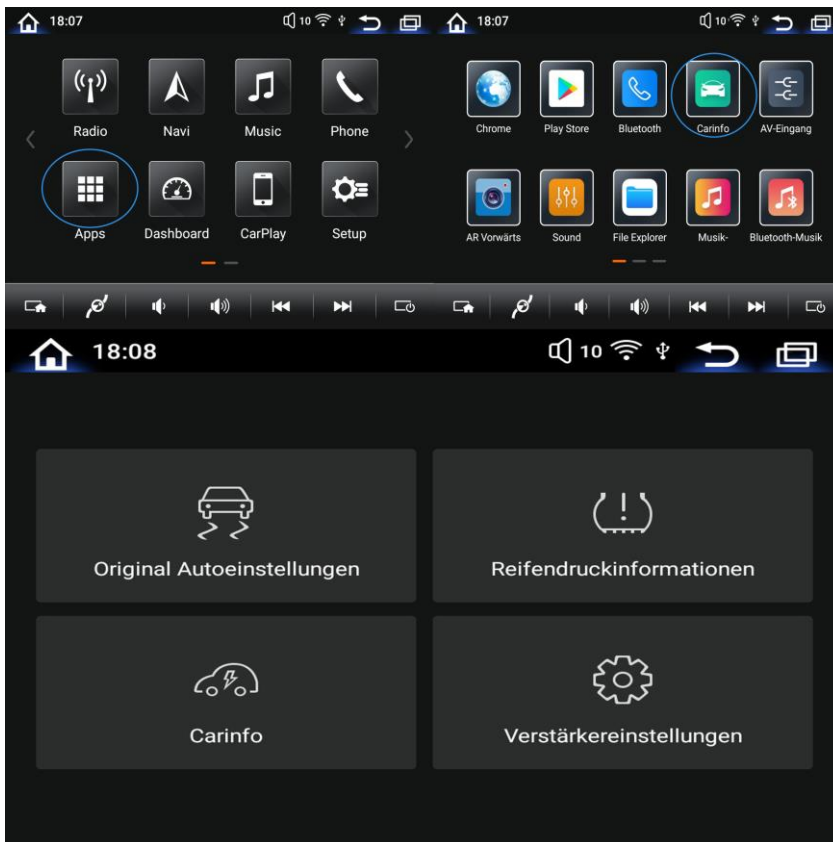 18:07
10
Radio
Navi
Music
Phone
Apps
Dashboard
CarPlay
Setup
18:07
10
Chrome
Play Store
Bluetooth
Carinfo
AV-Eingang
AR Vorwärts
Sound
File Explorer
Musik-
Bluetooth-Musik
18:08
10
Original Autoeinstellungen
Reifendruckinformationen
Carinfo
Verstärkereinstellungen